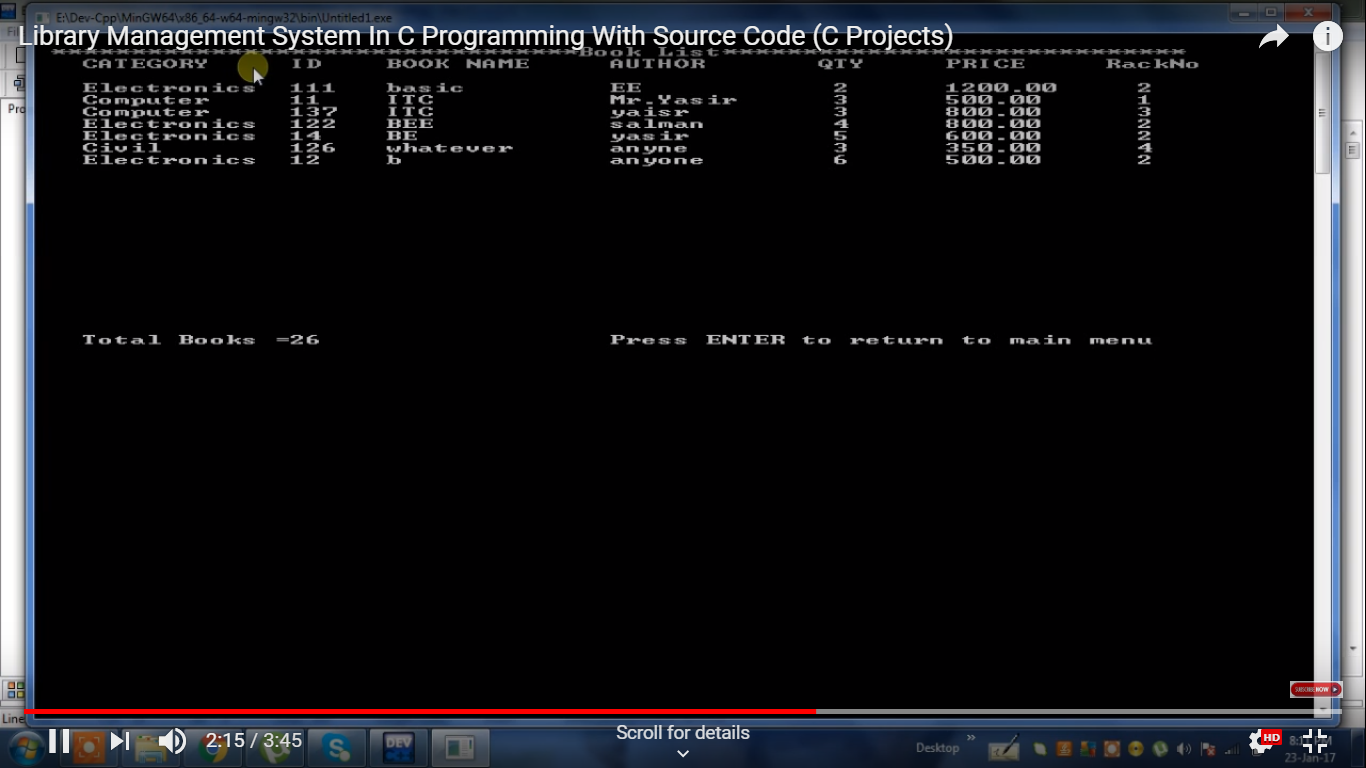 E:\Dev-Cpp\MinGW64\x86_64-w64-mingw32\bin\Untitled1.exe
Library Management System In C Programming With Source Code (C Projects)
Book List
CATEGORY ID BOOK NAME AUTHOR QTY PRICE RackNo
Electronics 111 basic EE 2 1200.00 2
Computer 11 ITC Mr.Yasir 3 500.00 1
Computer 137 ITC yaisr 3 800.00 3
Electronics 122 BEE salman 4 800.00 2
Electronics 14 BE yasir 5 600.00 2
Civil 126 whatever anyne 3 350.00 4
Electronics 12 b anyone 6 500.00 2
Total Books =26 Press ENTER to return to main menu
SUBSCRIBE NOW
Line
2:15 / 3:45
Scroll for details
DEV
Desktop
HD
23-Jan-17